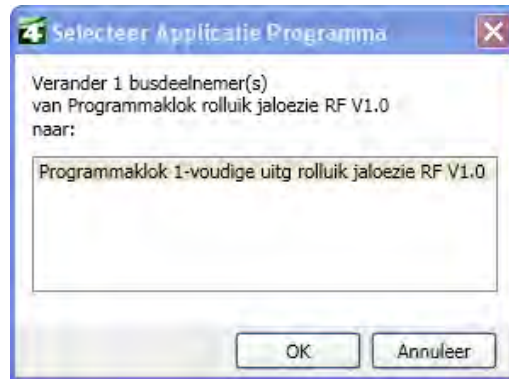 Selecteer Applicatie Programma
Verander 1 busdeelnemer(s)
van Programmaklok rolluik jaloezie RF V1.0
naar:
Programmaklok 1-voudige uitg rolluik jaloezie RF V1.0
OK
Annuleer